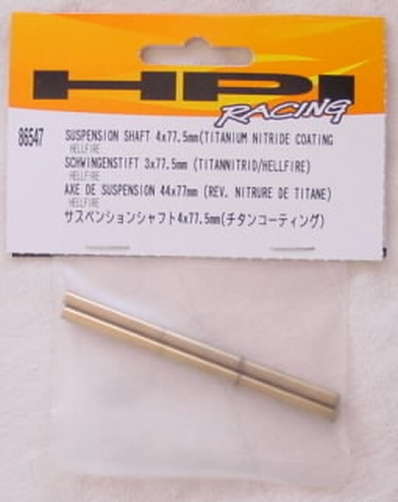 HPI
RACING
86547
SUSPENSION SHAFT 4x77.5mm(TITANIUM NITRIDE COATING
HELLFIRE
SCHWINGENSTIFT 3x77.5mm (TITANNITRID/HELLFIRE)
HELLFIRE
AXE DE SUSPENSION 44x77mm (REV. NITRURE DE TITANE)
HELLFIRE
サスペンションシャフト4x77.5mm(チタンコーティング)